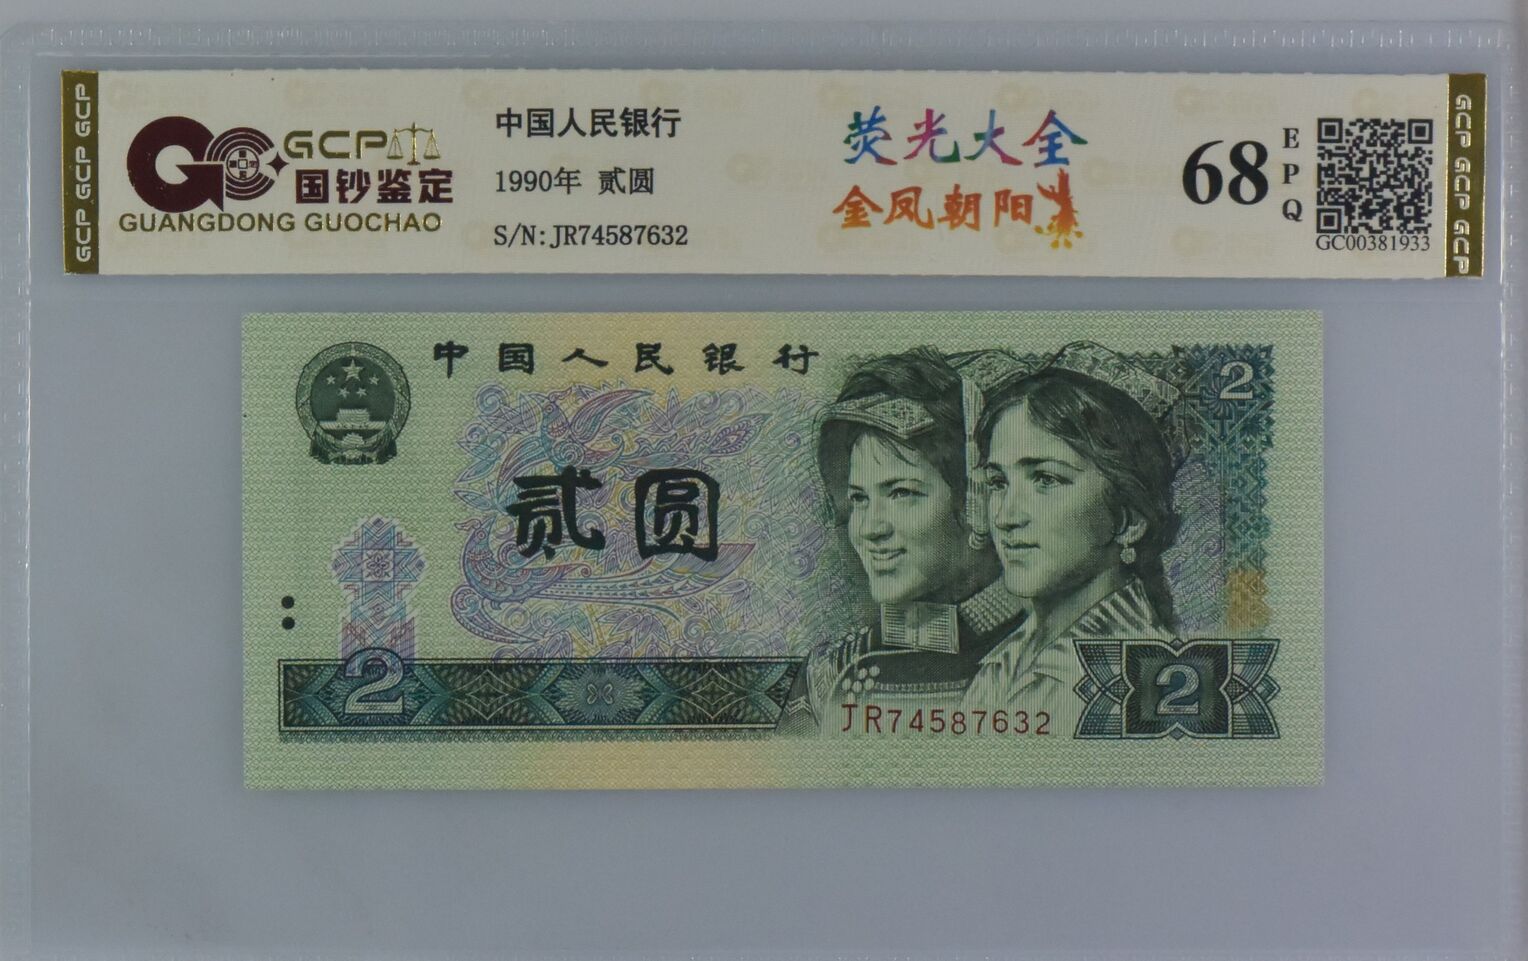 GCP GCP GCP
GCP
国钞鉴定
GUANGDONG GUOCHAO
中国人民银行
1990年 贰圆
S/N:JR74587632
荧光大全
金凤朝阳
68
EPQ
GC00381933
GCP GCP GCP
中国人民银行
2
贰圆
2
2
JR74587632